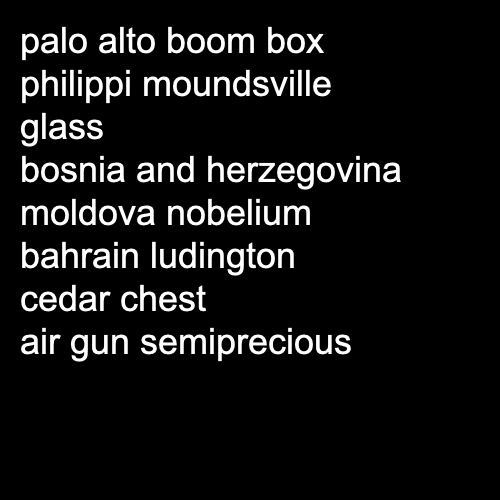 palo alto boom box
philippi moundsville
glass
bosnia and herzegovina
moldova nobelium
bahrain ludington
cedar chest
air gun semiprecious